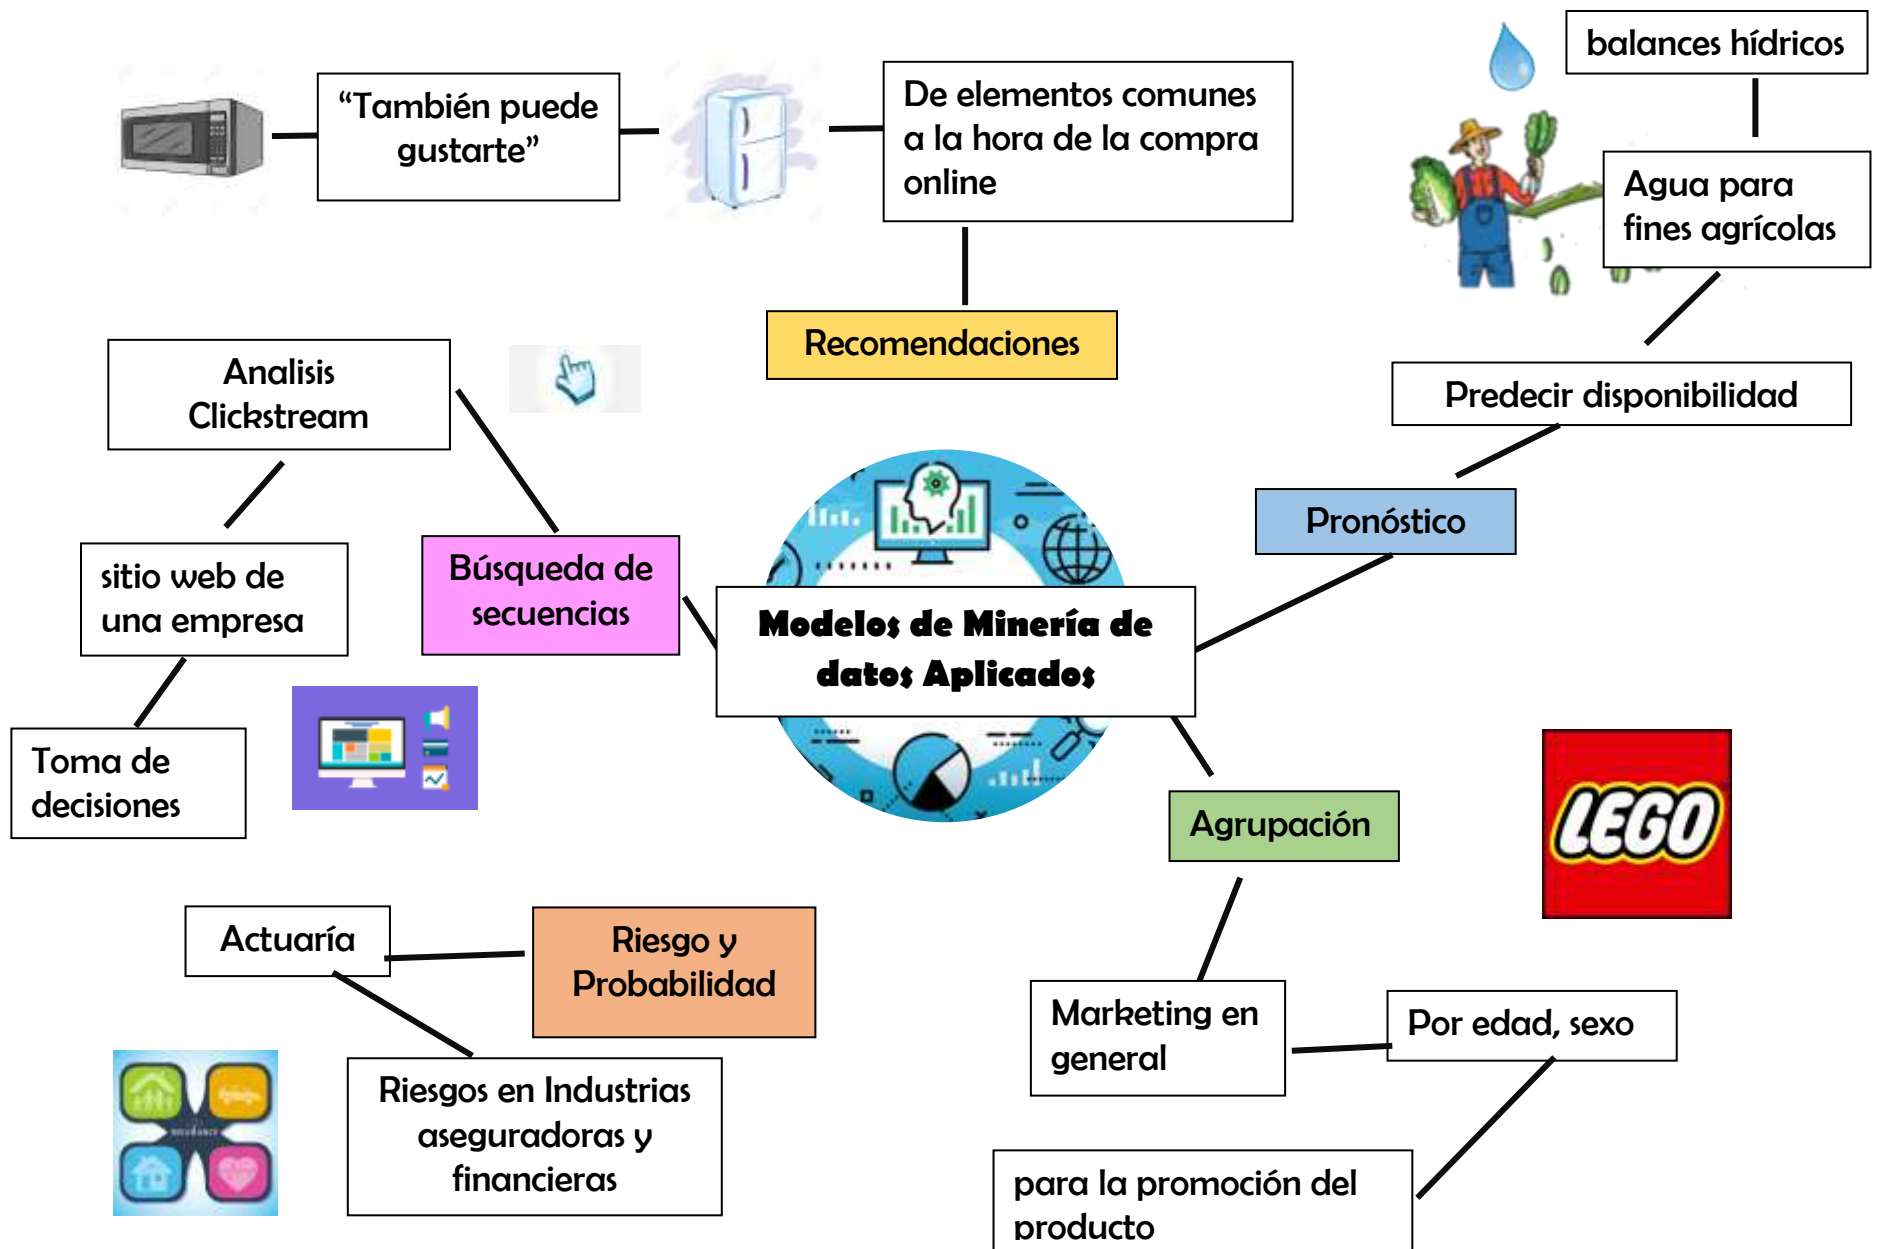 balances hídricos
“También puede
gustarte”
De elementos comunes
a la hora de la compra
online
Agua para
fines agrícolas
Recomendaciones
Analisis
Clickstream
Predecir disponibilidad
Pronóstico
Búsqueda de
secuencias
sitio web de
una empresa
Modelos de Minería de
datos Aplicados
Toma de
decisiones
LEGO
Agrupación
Actuaría
Riesgo y
Probabilidad
Marketing en
general
Por edad, sexo
Riesgos en Industrias
aseguradoras y
financieras
para la promoción del
producto